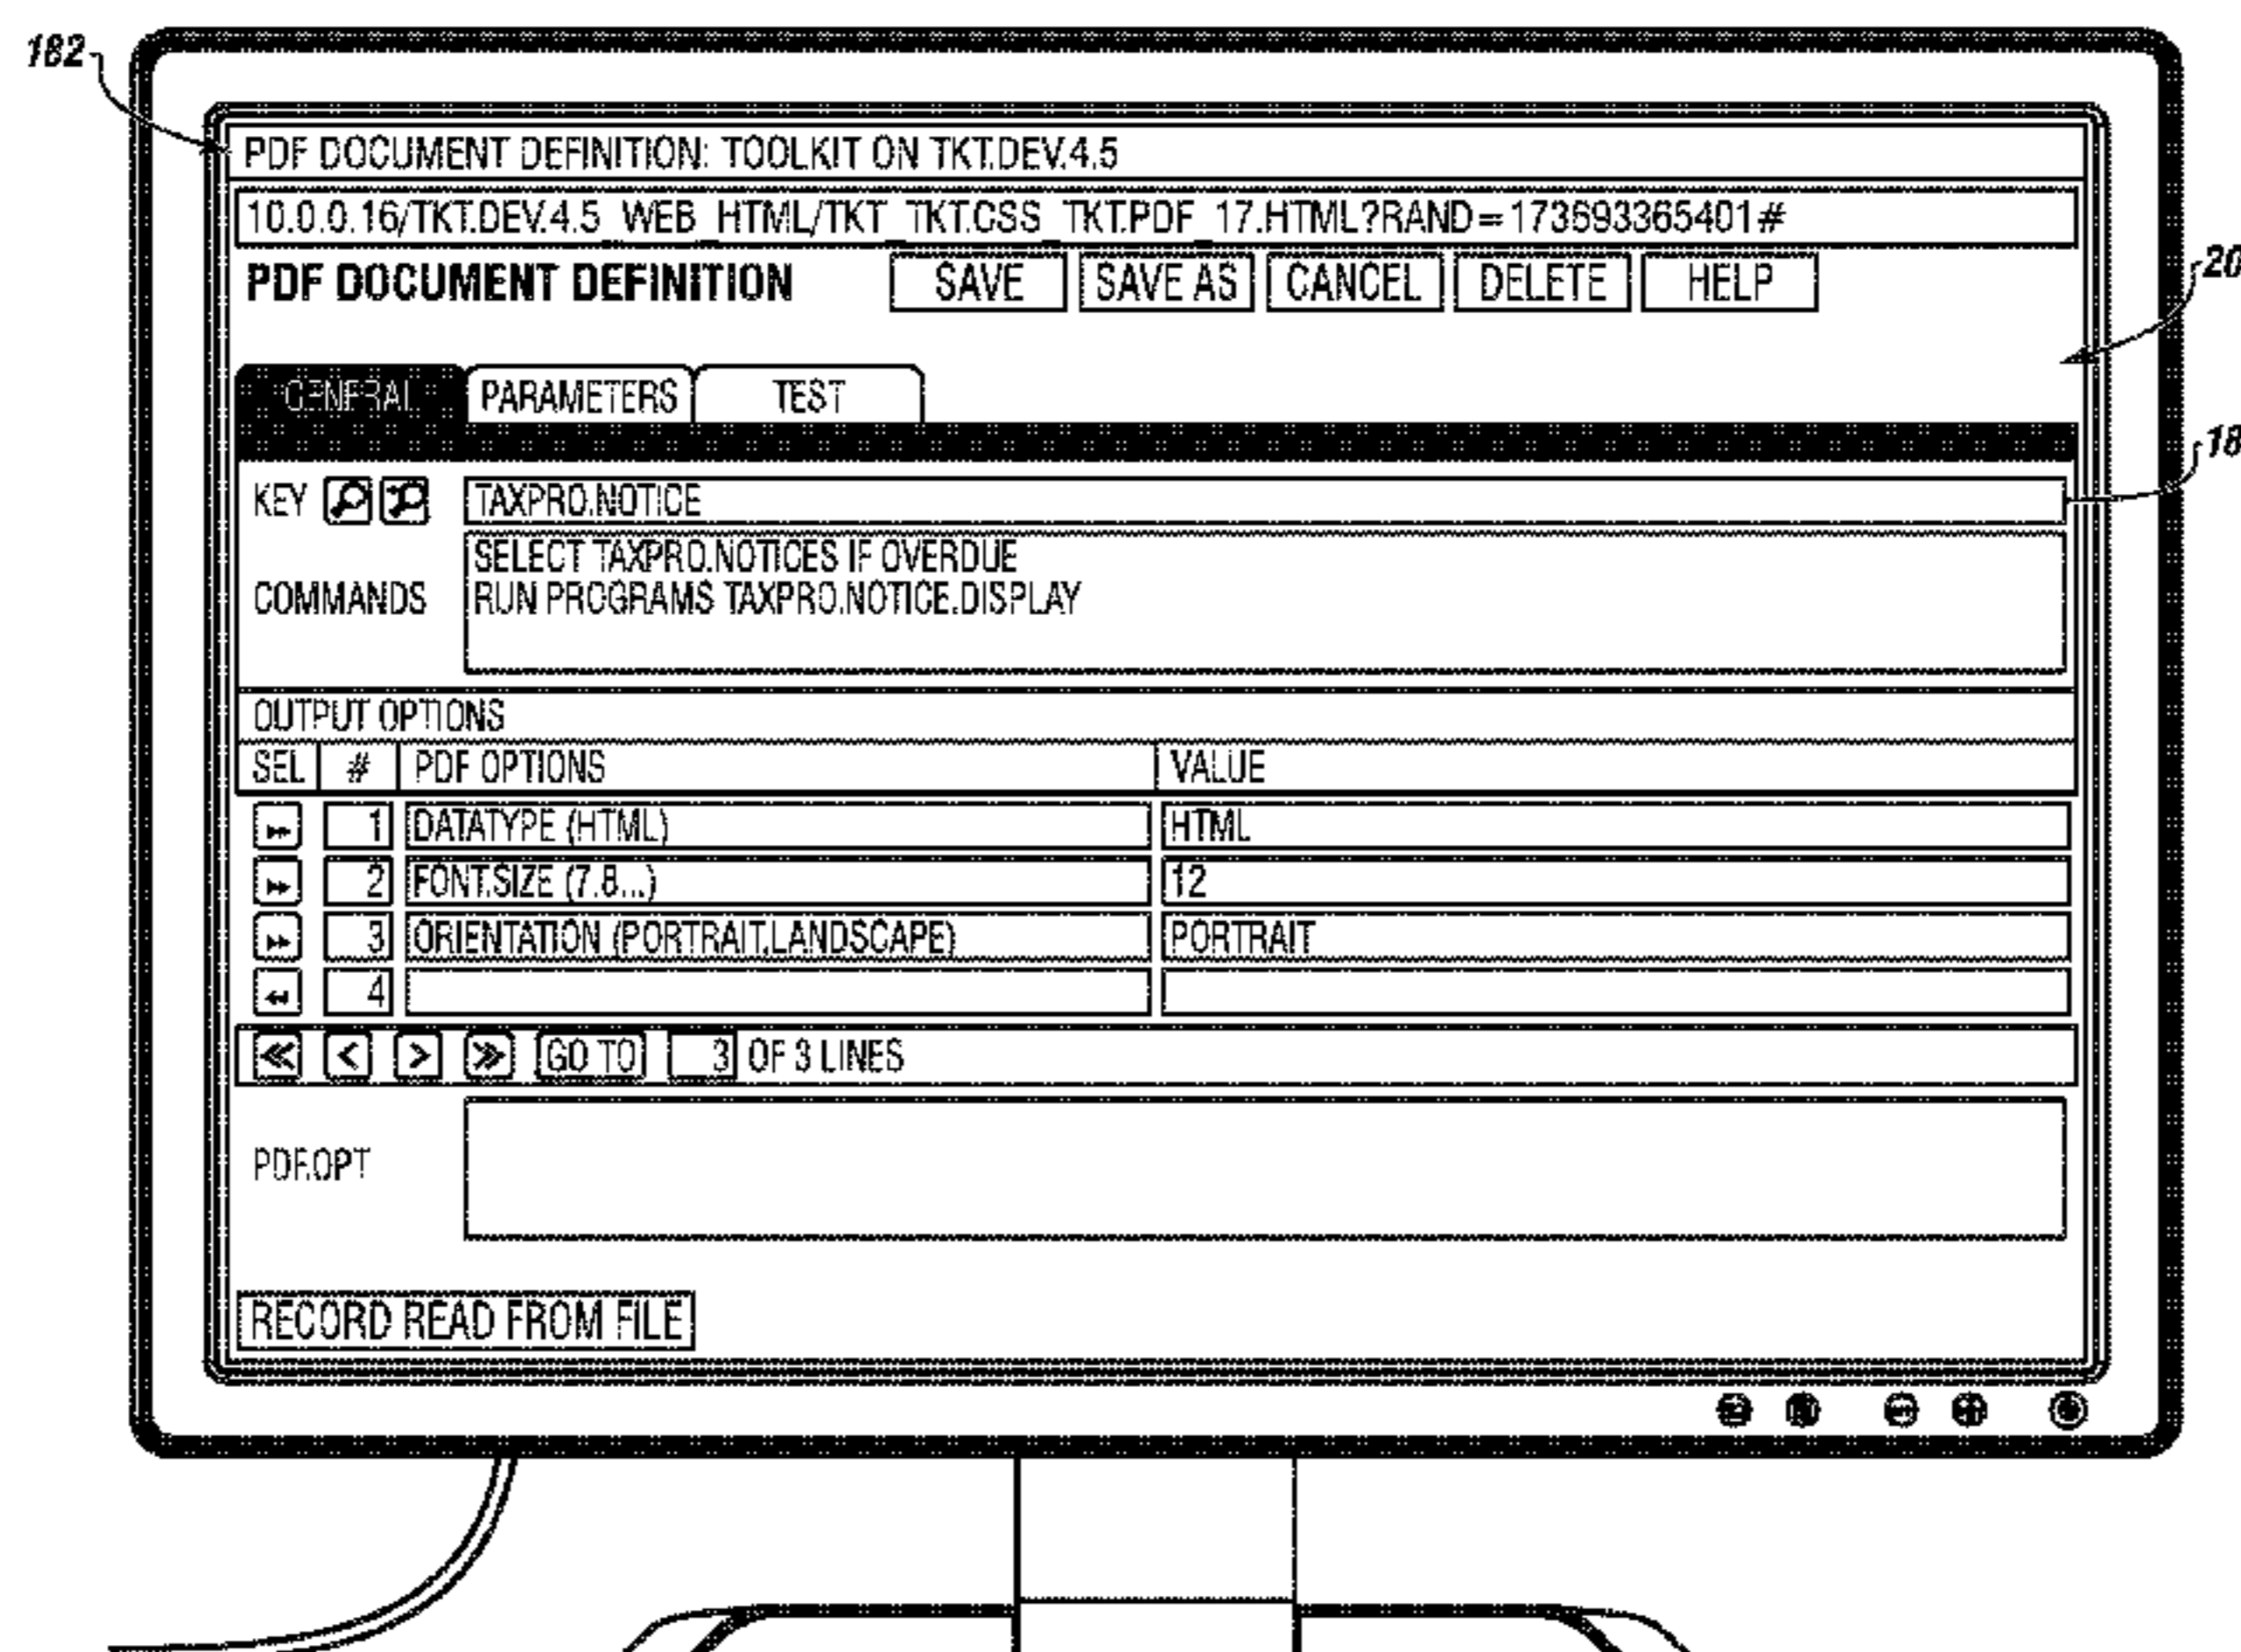 182
PDF DOCUMENT DEFINITION: TOOLKIT ON TKT.DEV.4.5
10.0.0.16/TKT.DEV.4.5_WEB_HTML/TKT_TKT.CSS_TKT.PDF_17.HTML?RAND=173693365401#
PDF DOCUMENT DEFINITION SAVE SAVE AS CANCEL DELETE HELP
20
GENERAL PARAMETERS TEST
18
KEY TAXPRO.NOTICE
SELECT TAXPRO.NOTICES IF OVERDUE
COMMANDS RUN PROGRAMS TAXPRO.NOTICE.DISPLAY
OUTPUT OPTIONS
SEL # PDF OPTIONS VALUE
1 DATATYPE (HTML) HTML
2 FONT.SIZE (7.8...) 12
3 ORIENTATION (PORTRAIT,LANDSCAPE) PORTRAIT
4
≪ < > ≫ GO TO 3 OF 3 LINES
PDF.OPT
RECORD READ FROM FILE